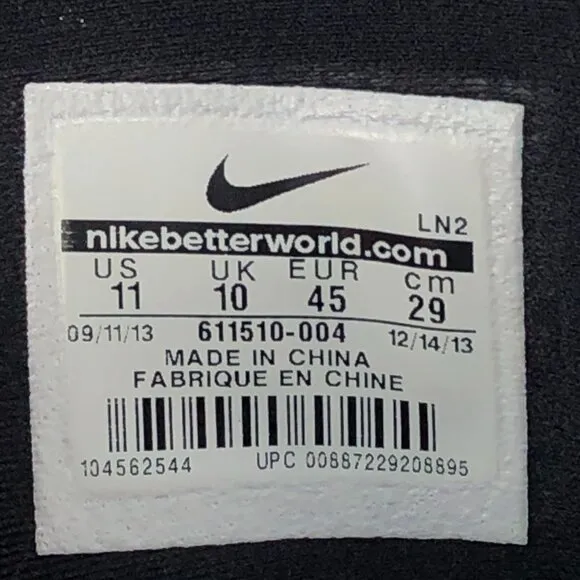 LN2
nikebetterworld.com
US UK EUR cm
11 10 45 29
09/11/13 611510-004 12/14/13
MADE IN CHINA
FABRIQUE EN CHINE
104562544 UPC 00887229208895